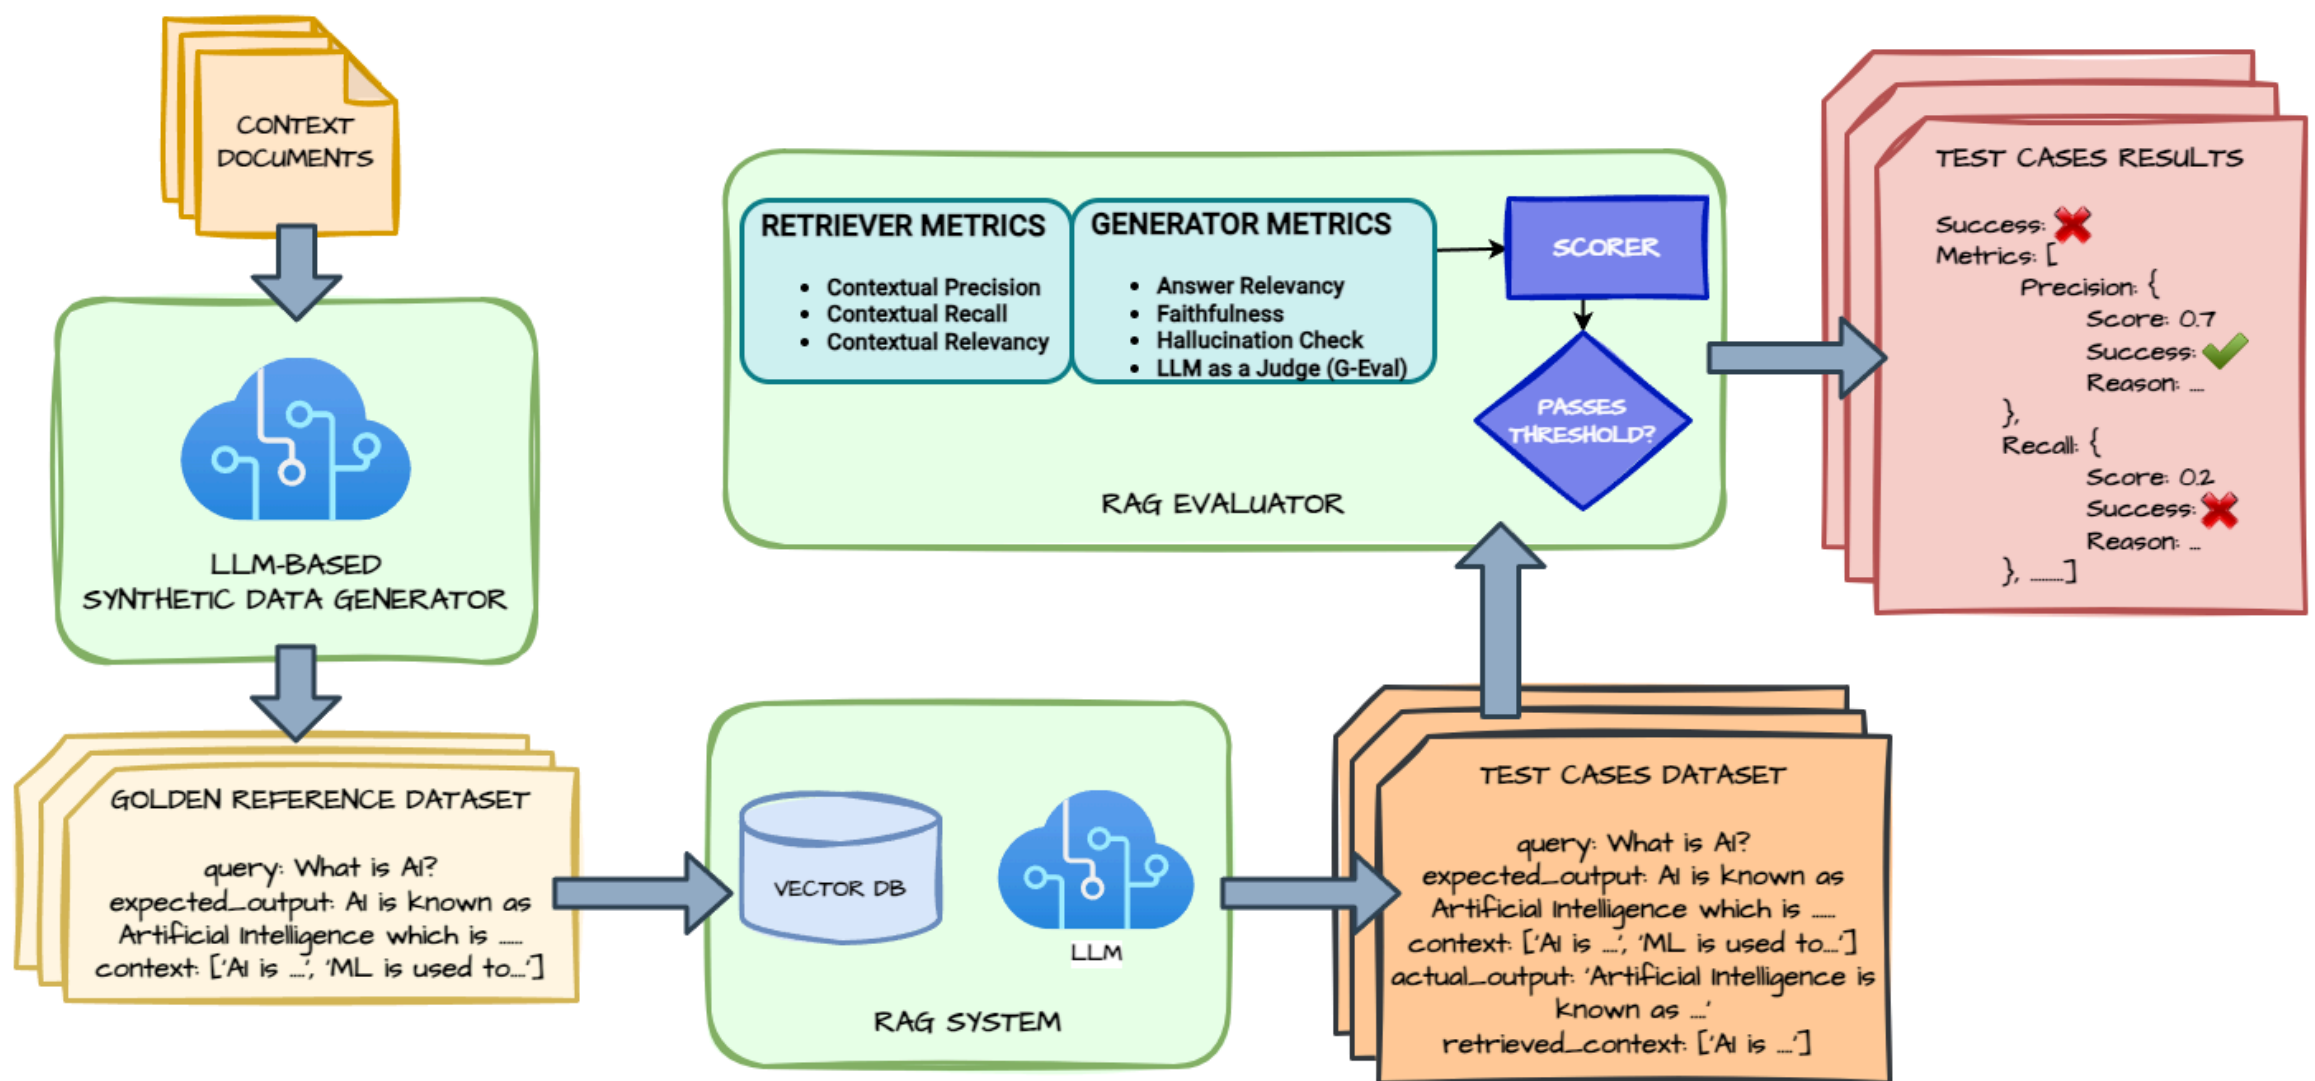 CONTEXT
DOCUMENTS
LLM-BASED
SYNTHETIC DATA GENERATOR
GOLDEN REFERENCE DATASET
query: What is AI?
expected_output: AI is known as
Artificial Intelligence which is ......
context: ['AI is ....', 'ML is used to....']
VECTOR DB
LLM
RAG SYSTEM
TEST CASES DATASET
query: What is AI?
expected_output: AI is known as
Artificial Intelligence which is ......
context: ['AI is ....', 'ML is used to....']
actual_output: 'Artificial Intelligence is
known as ....'
retrieved_context: ['AI is ....']
RETRIEVER METRICS
• Contextual Precision
• Contextual Recall
• Contextual Relevancy
GENERATOR METRICS
• Answer Relevancy
• Faithfulness
• Hallucination Check
• LLM as a Judge (G-Eval)
SCORER
PASSES
THRESHOLD?
RAG EVALUATOR
TEST CASES RESULTS
Success: ❌
Metrics: [
Precision: {
Score: 0.7
Success: ✔
Reason: ....
},
Recall: {
Score: 0.2
Success: ❌
Reason: ...
}, ........]